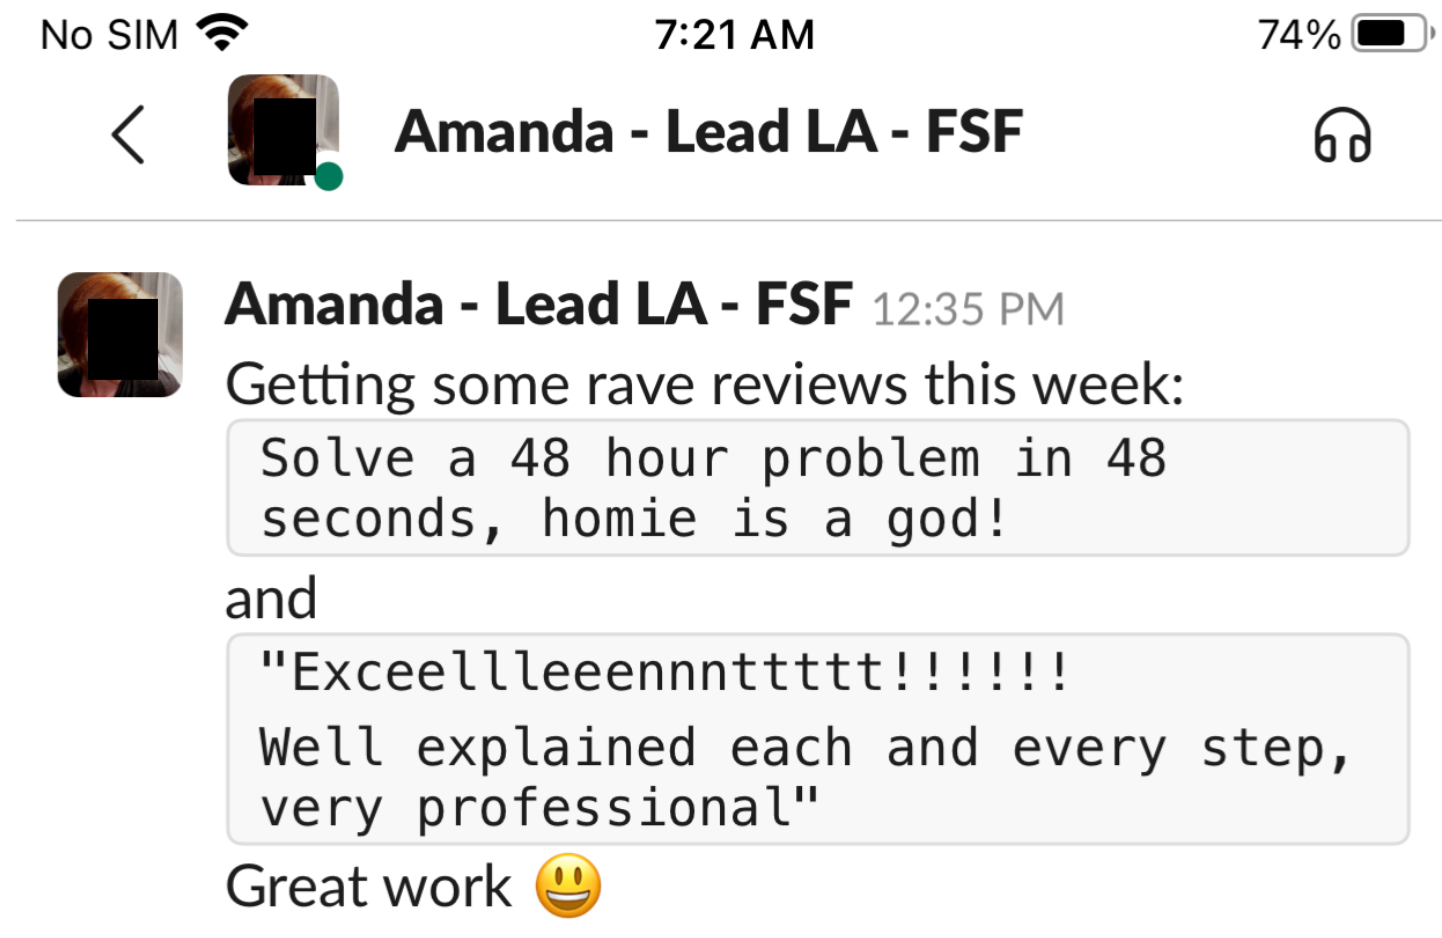 No SIM 7:21 AM 74%
Amanda - Lead LA - FSF
Amanda - Lead LA - FSF 12:35 PM
Getting some rave reviews this week:
Solve a 48 hour problem in 48
seconds, homie is a god!
and
"Exceellleeennnttttt!!!!!!
Well explained each and every step,
very professional"
Great work 😃